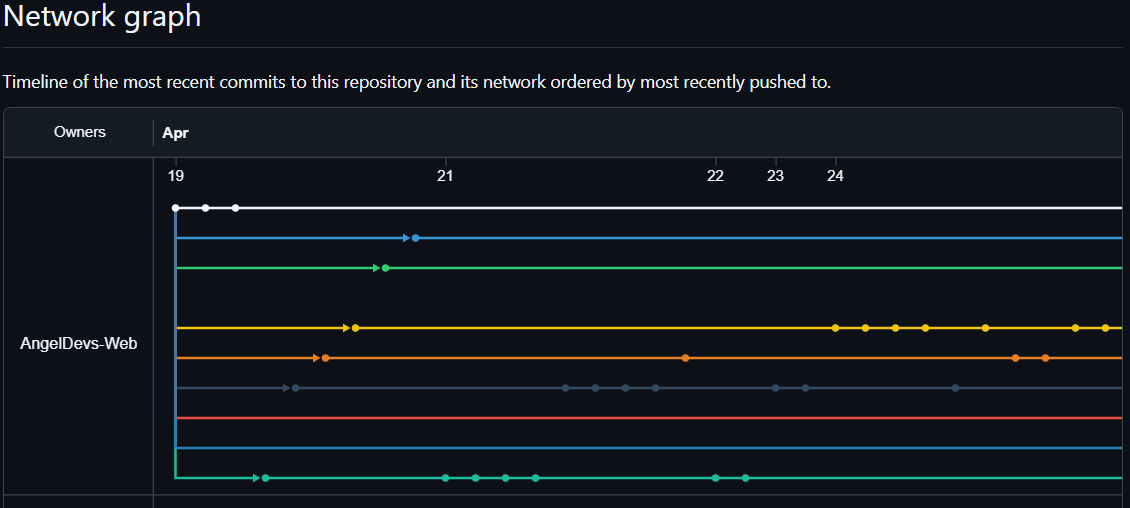 Network graph
Timeline of the most recent commits to this repository and its network ordered by most recently pushed to.
Owners Apr
19 21 22 23 24
AngelDevs-Web